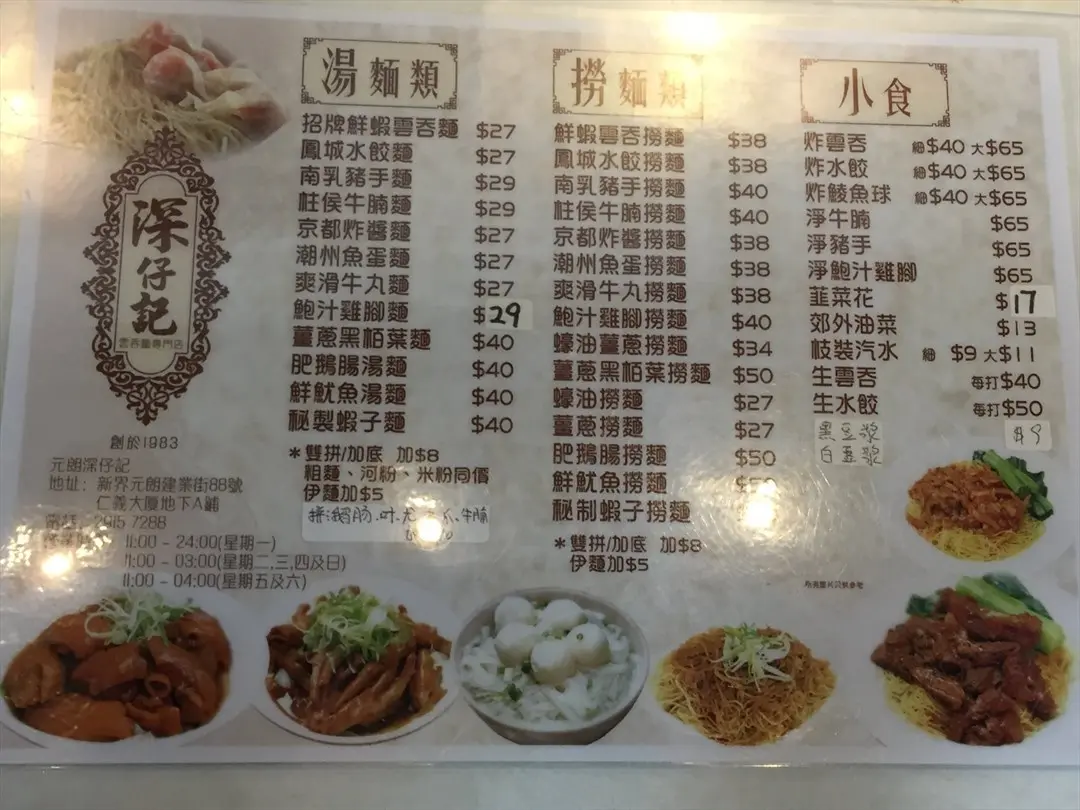 深仔記
雲吞麵專門店
創於1983
元朗深仔記
地址：新界元朗建業街88號
仁義大廈地下A舖
電話：2915 7288
11:00 - 24:00(星期一)
11:00 - 03:00(星期二,三,四及日)
11:00 - 04:00(星期五及六)
湯麵類
招牌鮮蝦雲吞麵 $27
鳳城水餃麵 $27
南乳豬手麵 $29
柱侯牛腩麵 $29
京都炸醬麵 $27
潮州魚蛋麵 $27
爽滑牛丸麵 $27
鮑汁雞腳麵 $29
薑蔥黑栢葉麵 $40
肥鵝腸湯麵 $40
鮮魷魚湯麵 $40
秘製蝦子麵 $40
*雙拼/加底 加$8
粗麵、河粉、米粉同價
伊麵加$5
撈麵類
鮮蝦雲吞撈麵 $38
鳳城水餃撈麵 $38
南乳豬手撈麵 $40
柱侯牛腩撈麵 $40
京都炸醬撈麵 $38
潮州魚蛋撈麵 $38
爽滑牛丸撈麵 $38
鮑汁雞腳撈麵 $40
蠔油薑蔥撈麵 $34
薑蔥黑栢葉撈麵 $50
蠔油撈麵 $27
薑蔥撈麵 $27
肥鵝腸撈麵 $50
鮮魷魚撈麵
秘制蝦子撈麵
*雙拼/加底 加$8
伊麵加$5
小食
炸雲吞 細$40 大$65
炸水餃 細$40 大$65
炸鯪魚球 細$40 大$65
淨牛腩 $65
淨豬手 $65
淨鮑汁雞腳 $65
韮菜花 $17
郊外油菜 $13
枝裝汽水 細 $9 大$11
生雲吞 每打$40
生水餃 每打$50
黑豆漿 $9
白豆漿